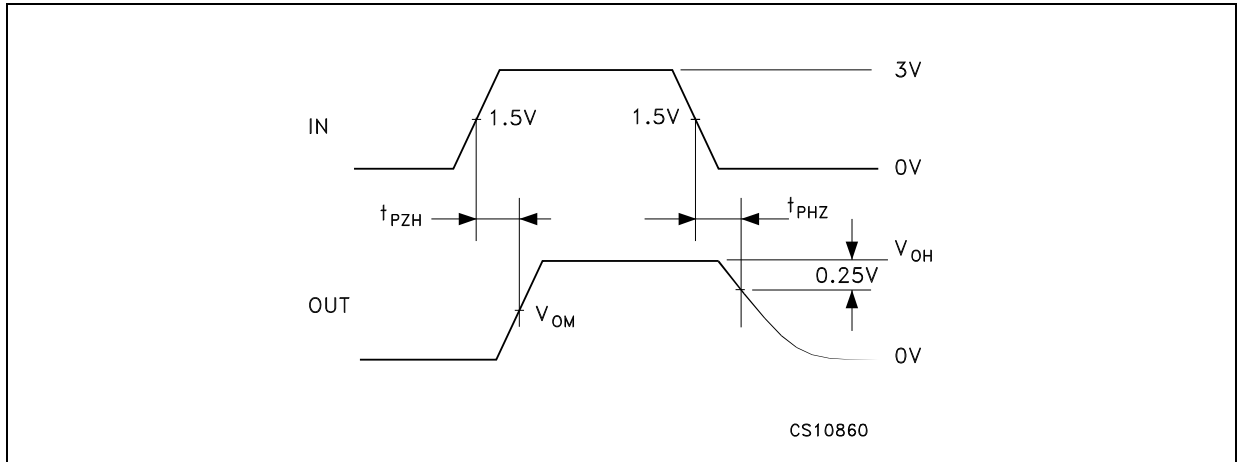 3V
1.5V
1.5V
IN
0V
tPZH
tPHZ
VOH
0.25V
OUT
VOM
0V
CS10860